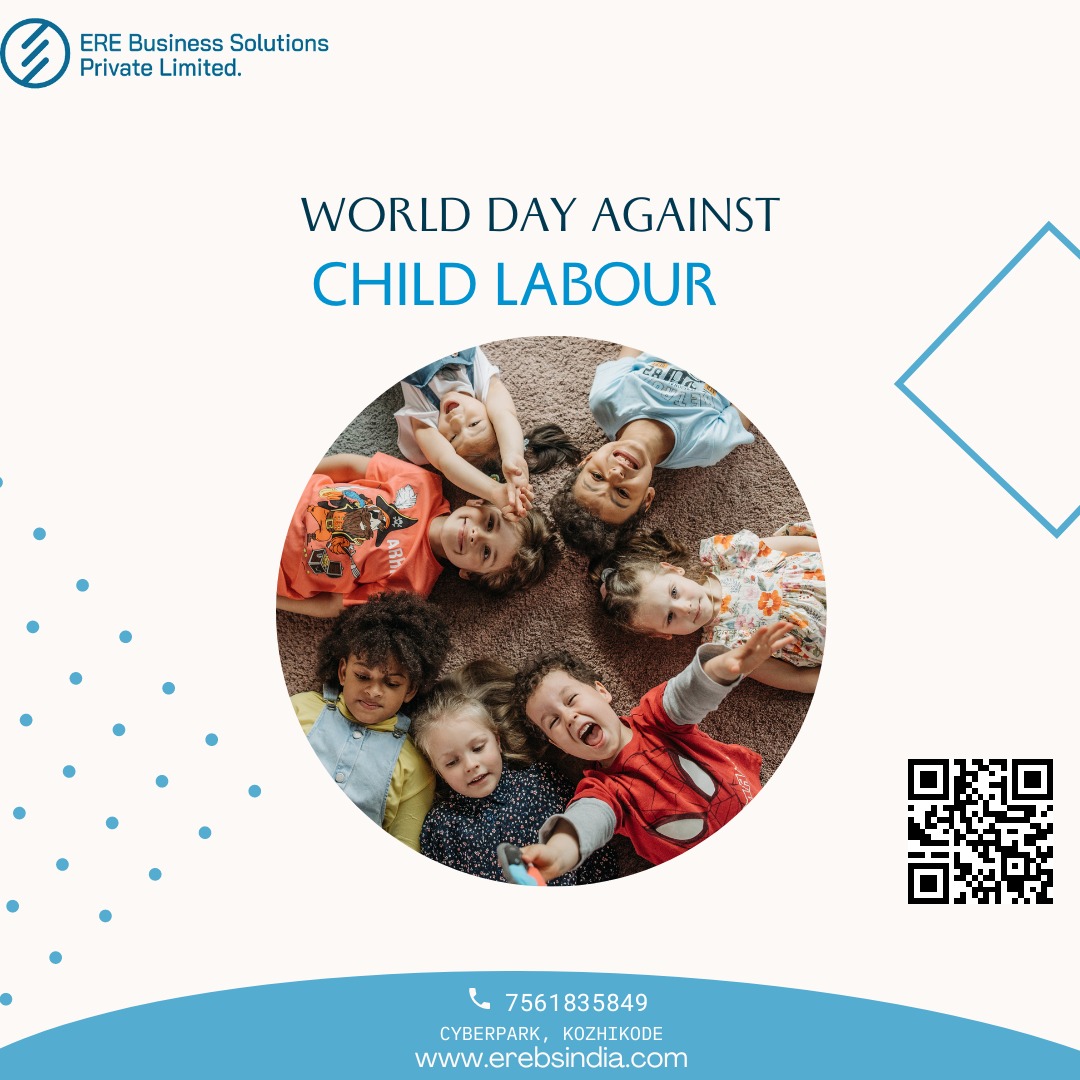 ERE Business Solutions
Private Limited.
WORLD DAY AGAINST
CHILD LABOUR
7561835849
CYBERPARK, KOZHIKODE
www.erebsindia.com